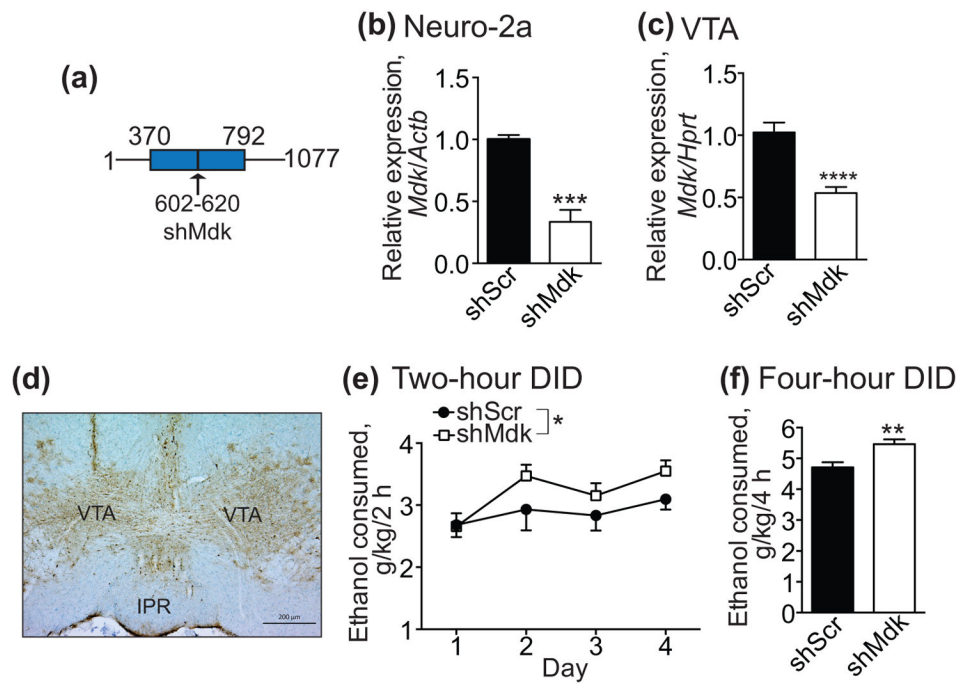 (a)
370 792
1 1077
602-620
shMdk
(b) Neuro-2a
Relative expression,
Mdk/Actb
1.5
1.0
0.5
0.0
***
shScr
shMdk
(c) VTA
Relative expression,
Mdk/Hprt
1.5
1.0
0.5
0.0
****
shScr
shMdk
(d)
VTA VTA
IPR
200 µm
(e) Two-hour DID
shScr
shMdk
*
Ethanol consumed,
g/kg/2 h
4
3
2
1
1 2 3 4
Day
(f) Four-hour DID
Ethanol consumed,
g/kg/4 h
6
5
4
3
2
1
0
**
shScr
shMdk